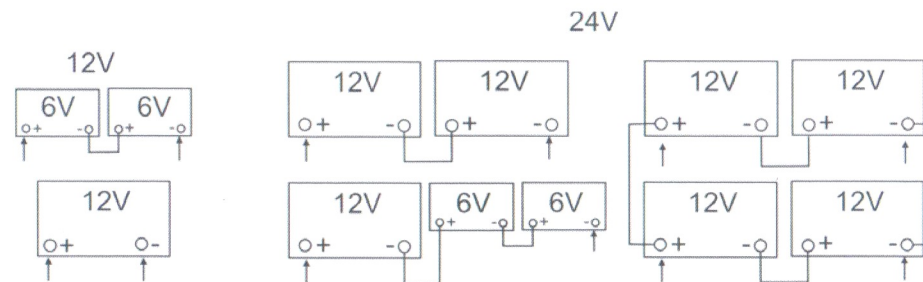 24V
12V
6V 6V
+ - + -
12V
+ -
12V 12V
+ - + -
12V 6V 6V
+ - + - + -
12V 12V
+ - + -
12V 12V
+ - + -